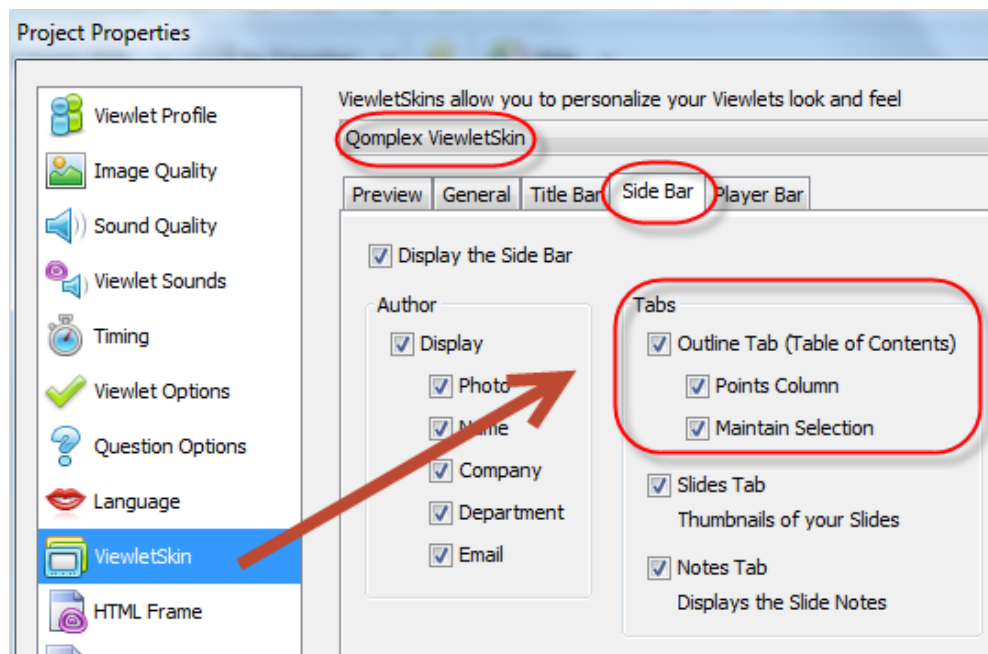 Project Properties
Viewlet Profile
Image Quality
Sound Quality
Viewlet Sounds
Timing
Viewlet Options
Question Options
Language
ViewletSkin
HTML Frame
ViewletSkins allow you to personalize your Viewlets look and feel
Qomplex ViewletSkin
Preview General Title Bar Side Bar Player Bar
Display the Side Bar
Author
Display
Photo
Name
Company
Department
Email
Tabs
Outline Tab (Table of Contents)
Points Column
Maintain Selection
Slides Tab
Thumbnails of your Slides
Notes Tab
Displays the Slide Notes